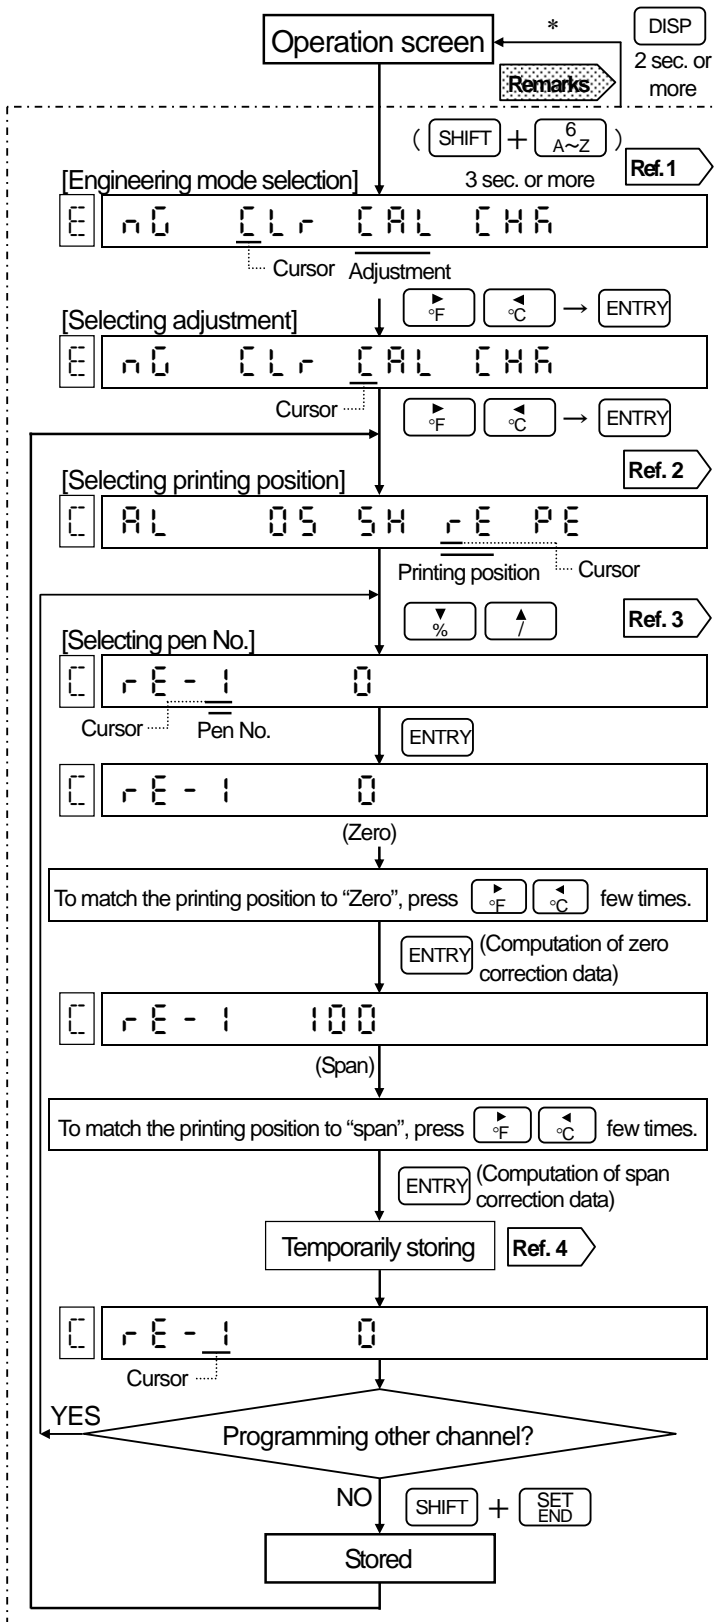 Operation screen
*
DISP
2 sec. or
more
Remarks
( SHIFT + 6 A~Z )
3 sec. or more
Ref.1
[Engineering mode selection]
E nG CLr CAL CHK
Cursor Adjustment
▶ °F ◀ °C → ENTRY
[Selecting adjustment]
E nG CLr CAL CHK
Cursor
▶ °F ◀ °C → ENTRY
Ref. 2
[Selecting printing position]
C AL OS SH rE PE
Printing position Cursor
▼ % ▲ /
Ref. 3
[Selecting pen No.]
C rE-1 0
Cursor Pen No.
ENTRY
C rE-1 0
(Zero)
To match the printing position to “Zero”, press ▶ °F ◀ °C few times.
ENTRY (Computation of zero
correction data)
C rE-1 100
(Span)
To match the printing position to “span”, press ▶ °F ◀ °C few times.
ENTRY (Computation of span
correction data)
Temporarily storing Ref. 4
C rE-1 0
Cursor
YES
Programming other channel?
NO SHIFT + SET END
Stored